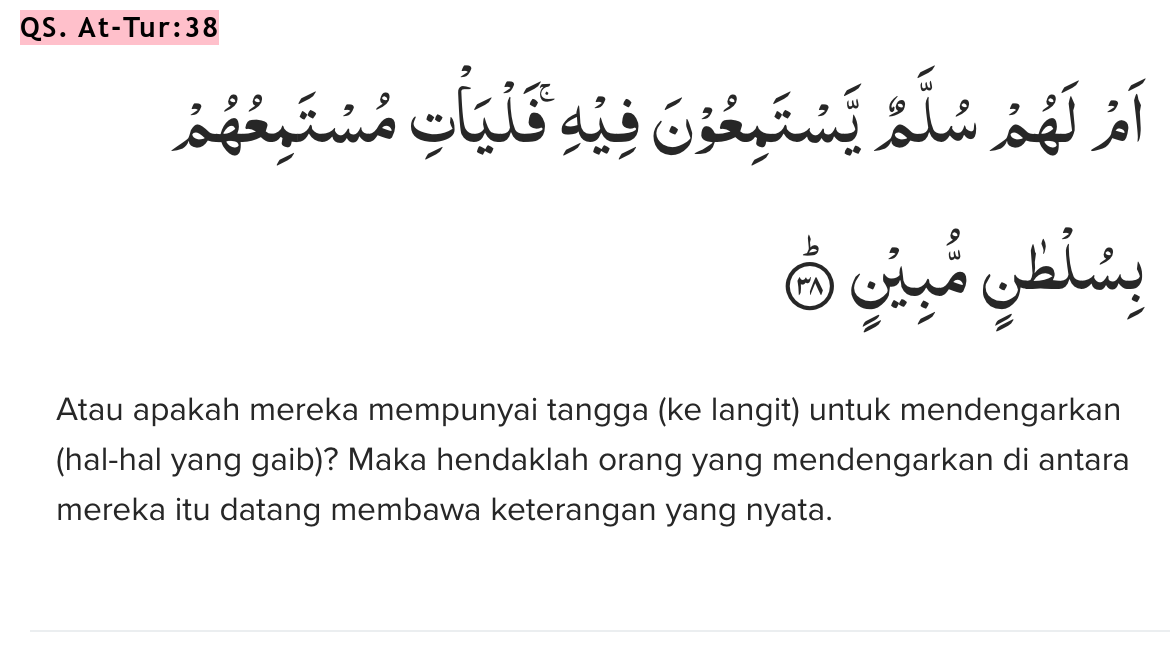 QS. At-Tur:38
اَمْ لَهُمْ سُلَّمٌ يَّسْتَمِعُوْنَ فِيْهِ ۚفَلْيَأْتِ مُسْتَمِعُهُمْ
بِسُلْطٰنٍ مُّبِيْنٍ ۗ ٣٨
Atau apakah mereka mempunyai tangga (ke langit) untuk mendengarkan
(hal-hal yang gaib)? Maka hendaklah orang yang mendengarkan di antara
mereka itu datang membawa keterangan yang nyata.